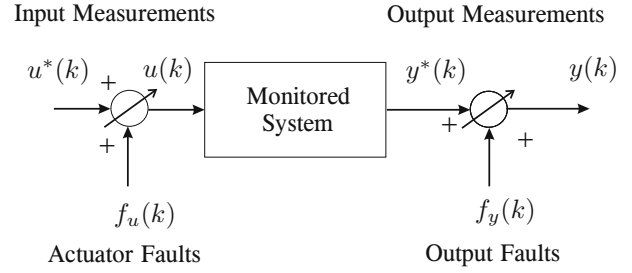 Input Measurements
Output Measurements
u*(k)
+
u(k)
Monitored
System
y*(k)
y(k)
+
+
+
f_u(k)
f_y(k)
Actuator Faults
Output Faults